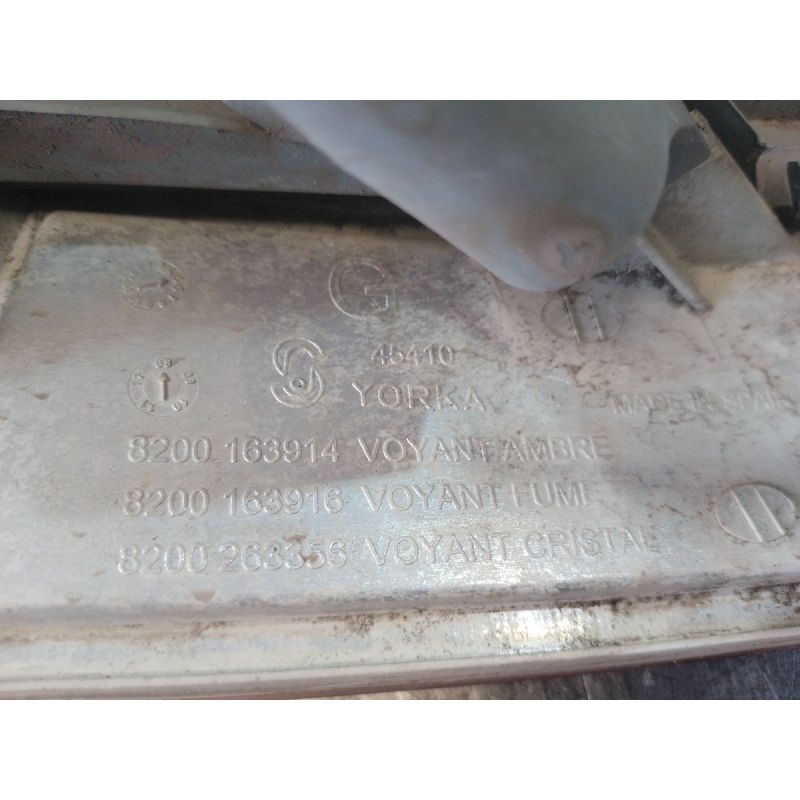 G
45410
YORKA
MADE IN SPAIN
8200 163914 VOYANT AMBRE
8200 163916 VOYANT FUME
8200 263356 VOYANT CRISTAL